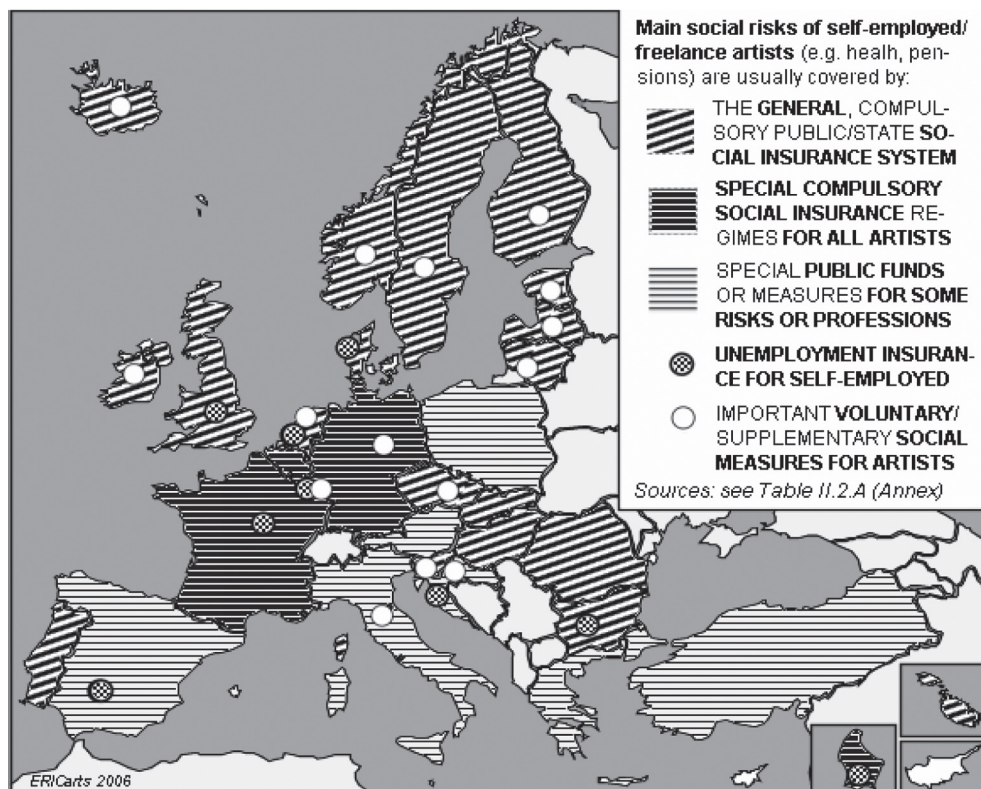 Main social risks of self-employed/
freelance artists (e.g. healh, pen-
sions) are usually covered by:
THE GENERAL, COMPUL-
SORY PUBLIC/STATE SO-
CIAL INSURANCE SYSTEM
SPECIAL COMPULSORY
SOCIAL INSURANCE RE-
GIMES FOR ALL ARTISTS
SPECIAL PUBLIC FUNDS
OR MEASURES FOR SOME
RISKS OR PROFESSIONS
UNEMPLOYMENT INSURAN-
CE FOR SELF-EMPLOYED
IMPORTANT VOLUNTARY/
SUPPLEMENTARY SOCIAL
MEASURES FOR ARTISTS
Sources: see Table II.2.A (Annex)
ERICarts 2006